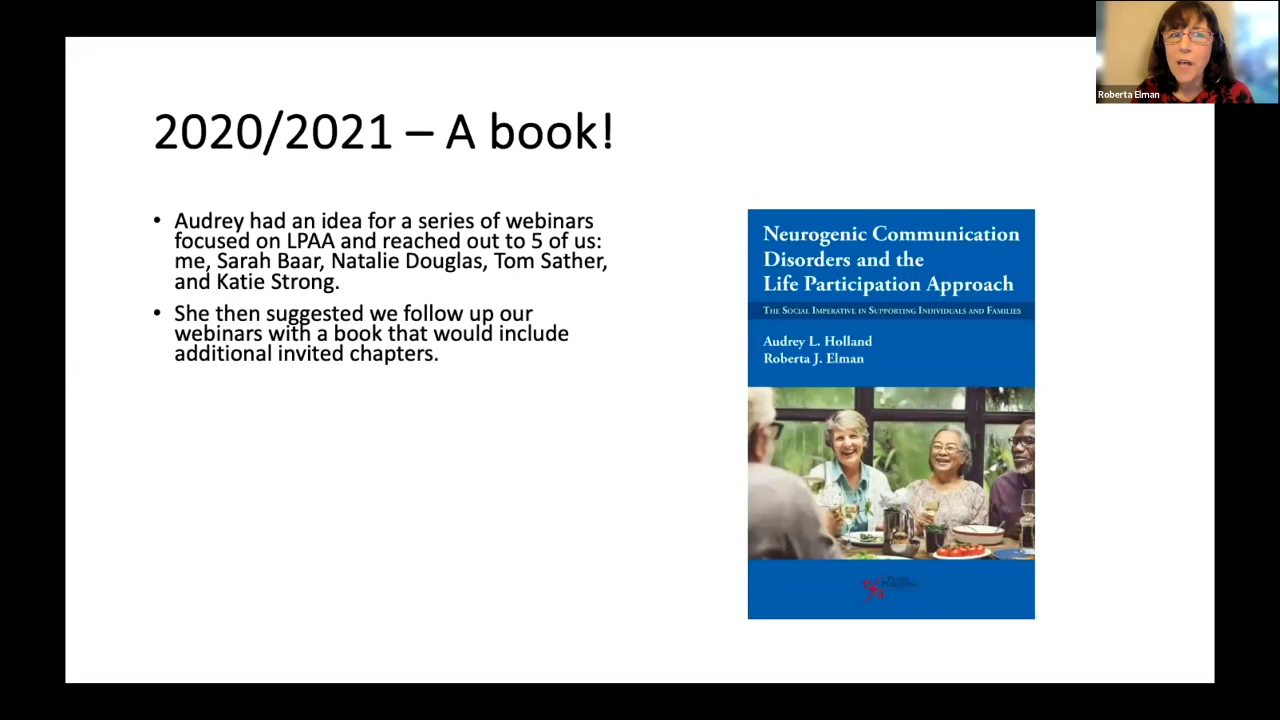 Roberta Elman
2020/2021 – A book!
• Audrey had an idea for a series of webinars
focused on LPAA and reached out to 5 of us:
me, Sarah Baar, Natalie Douglas, Tom Sather,
and Katie Strong.
• She then suggested we follow up our
webinars with a book that would include
additional invited chapters.
Neurogenic Communication
Disorders and the
Life Participation Approach
The Social Imperative in Supporting Individuals and Families
Audrey L. Holland
Roberta J. Elman